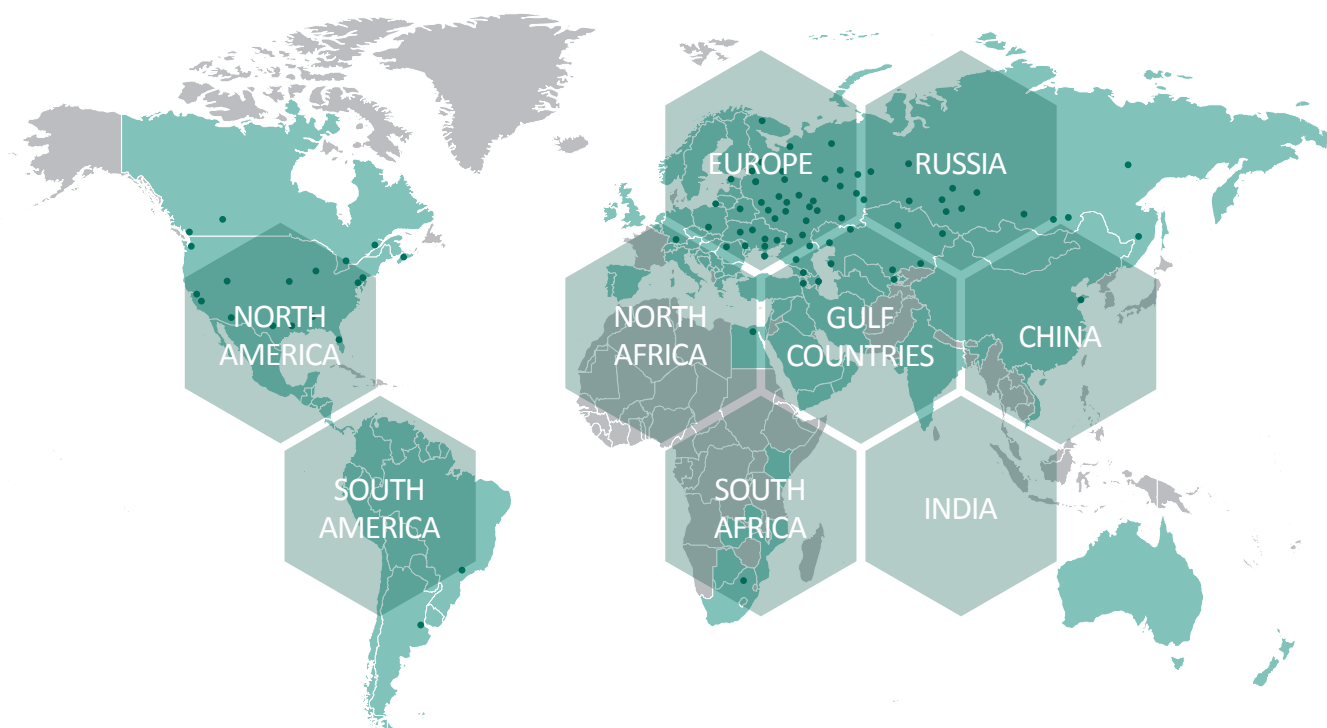 EUROPE
RUSSIA
NORTH
AMERICA
NORTH
AFRICA
GULF
COUNTRIES
CHINA
SOUTH
AMERICA
SOUTH
AFRICA
INDIA